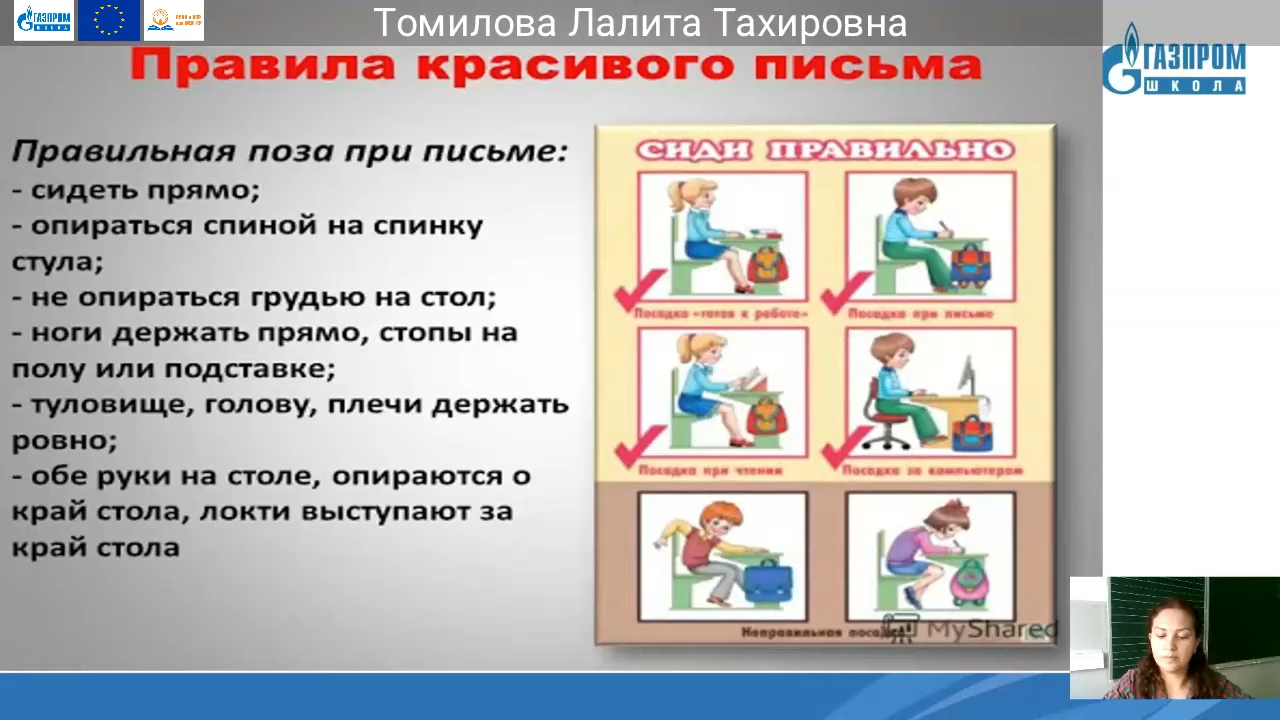 ГАЗПРОМ
ШКОЛА
Томилова Лалита Тахировна
Правила красивого письма
ГАЗПРОМ
ШКОЛА
Правильная поза при письме:
- сидеть прямо;
- опираться спиной на спинку
стула;
- не опираться грудью на стол;
- ноги держать прямо, стопы на
полу или подставке;
- туловище, голову, плечи держать
ровно;
- обе руки на столе, опираются о
край стола, локти выступают за
край стола
СИДИ ПРАВИЛЬНО
Посадка «готов к работе»
Посадка при письме
Посадка при чтении
Посадка за компьютером
Неправильная посадка
MyShared